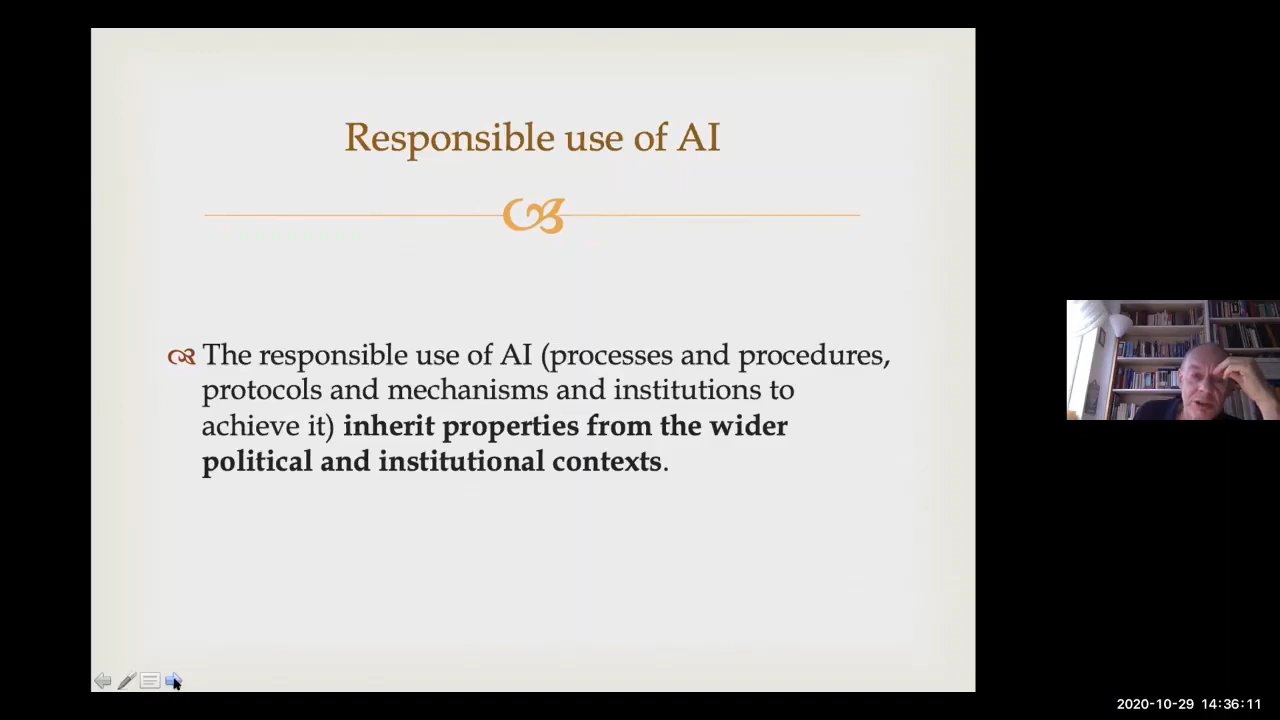 Responsible use of AI
The responsible use of AI (processes and procedures,
protocols and mechanisms and institutions to
achieve it) inherit properties from the wider
political and institutional contexts.
2020-10-29 14:36:11